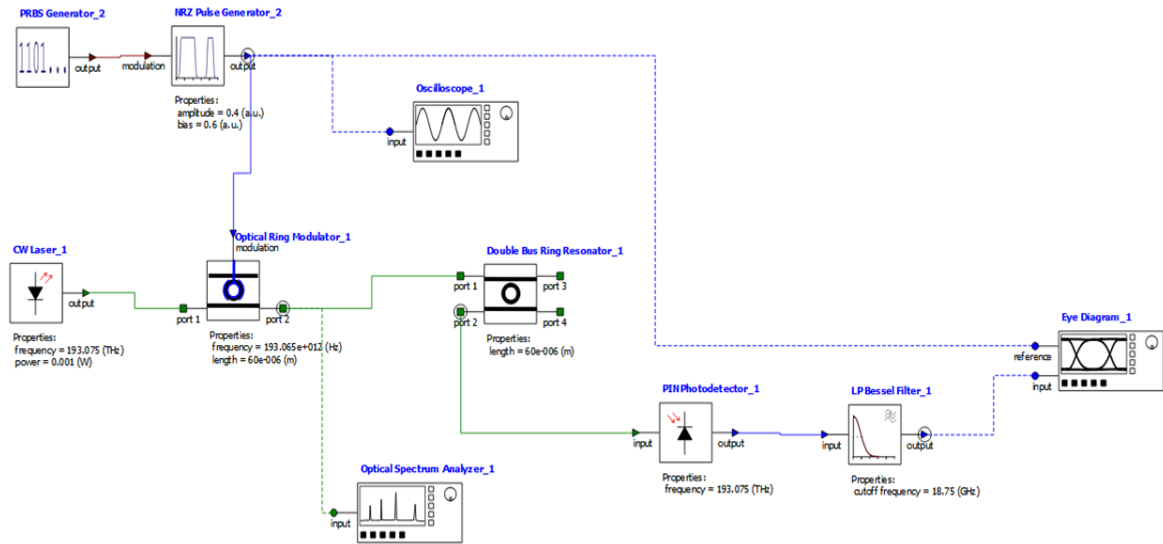 PRBS Generator_2
NRZ Pulse Generator_2
1101...
output
modulation
output
Properties:
amplitude = 0.4 (a.u.)
bias = 0.6 (a.u.)
Oscilloscope_1
input
Optical Ring Modulator_1
modulation
CW Laser_1
output
port 1
port 2
Properties:
frequency = 193.075 (THz)
power = 0.001 (W)
Properties:
frequency = 193.065e+012 (Hz)
length = 60e-006 (m)
Double Bus Ring Resonator_1
port 1
port 3
port 2
port 4
Properties:
length = 60e-006 (m)
Eye Diagram_1
reference
input
PIN Photodetector_1
input
output
Properties:
frequency = 193.075 (THz)
LP Bessel Filter_1
input
output
Properties:
cutoff frequency = 18.75 (GHz)
Optical Spectrum Analyzer_1
input